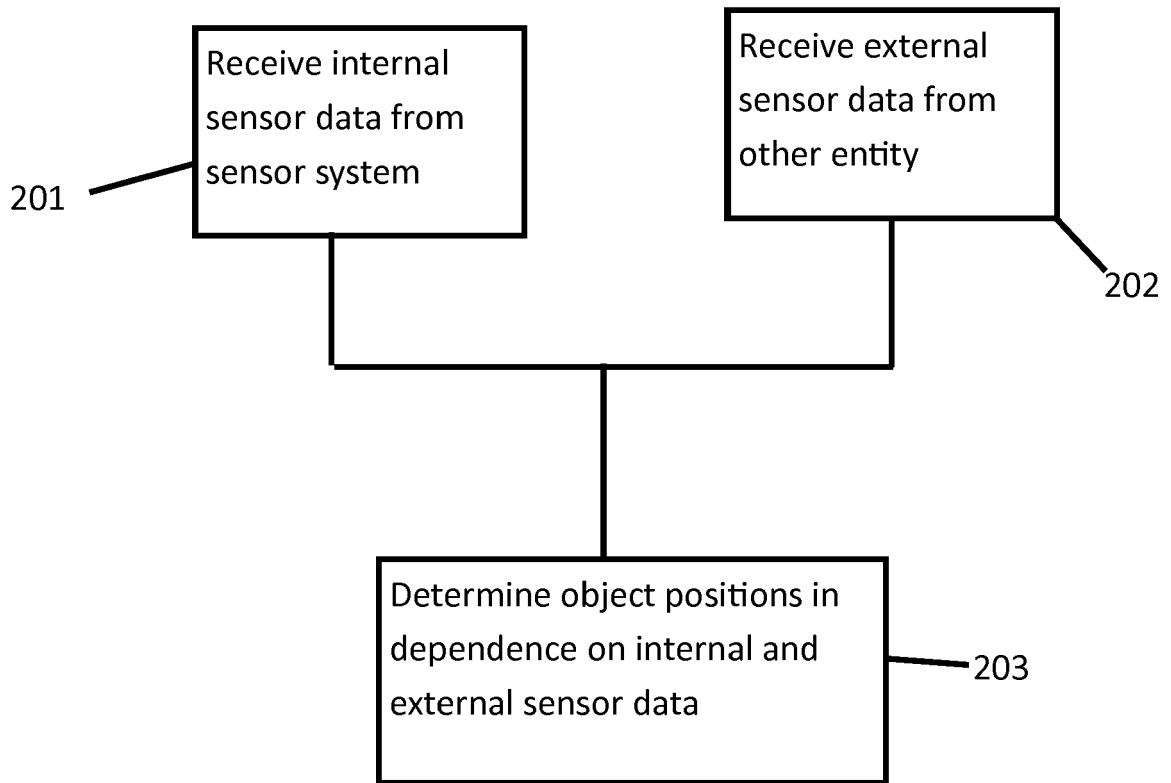 Receive internal
sensor data from
sensor system
201
Receive external
sensor data from
other entity
202
Determine object positions in
dependence on internal and
external sensor data
203